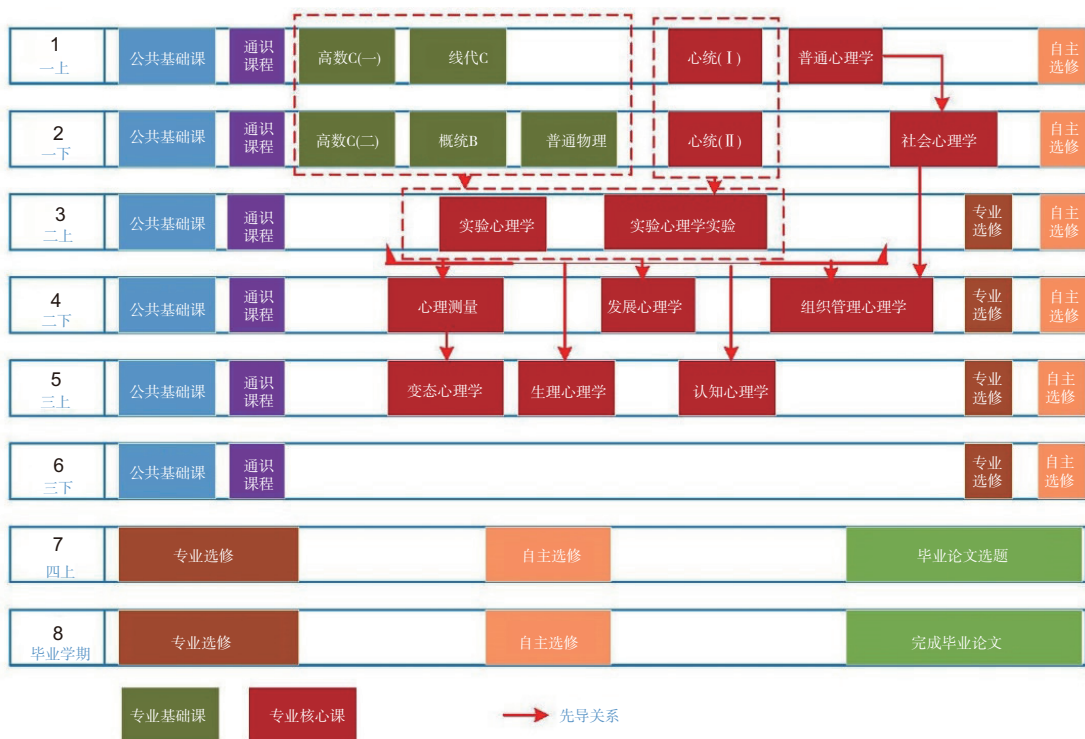 1
一上
公共基础课
通识
课程
高数C(一)
线代C
心统(Ⅰ)
普通心理学
自主
选修
2
一下
公共基础课
通识
课程
高数C(二)
概统B
普通物理
心统(Ⅱ)
社会心理学
自主
选修
3
二上
公共基础课
通识
课程
实验心理学
实验心理学实验
专业
选修
自主
选修
4
二下
公共基础课
通识
课程
心理测量
发展心理学
组织管理心理学
专业
选修
自主
选修
5
三上
公共基础课
通识
课程
变态心理学
生理心理学
认知心理学
专业
选修
自主
选修
6
三下
公共基础课
通识
课程
专业
选修
自主
选修
7
四上
专业选修
自主选修
毕业论文选题
8
毕业学期
专业选修
自主选修
完成毕业论文
专业基础课
专业核心课
先导关系